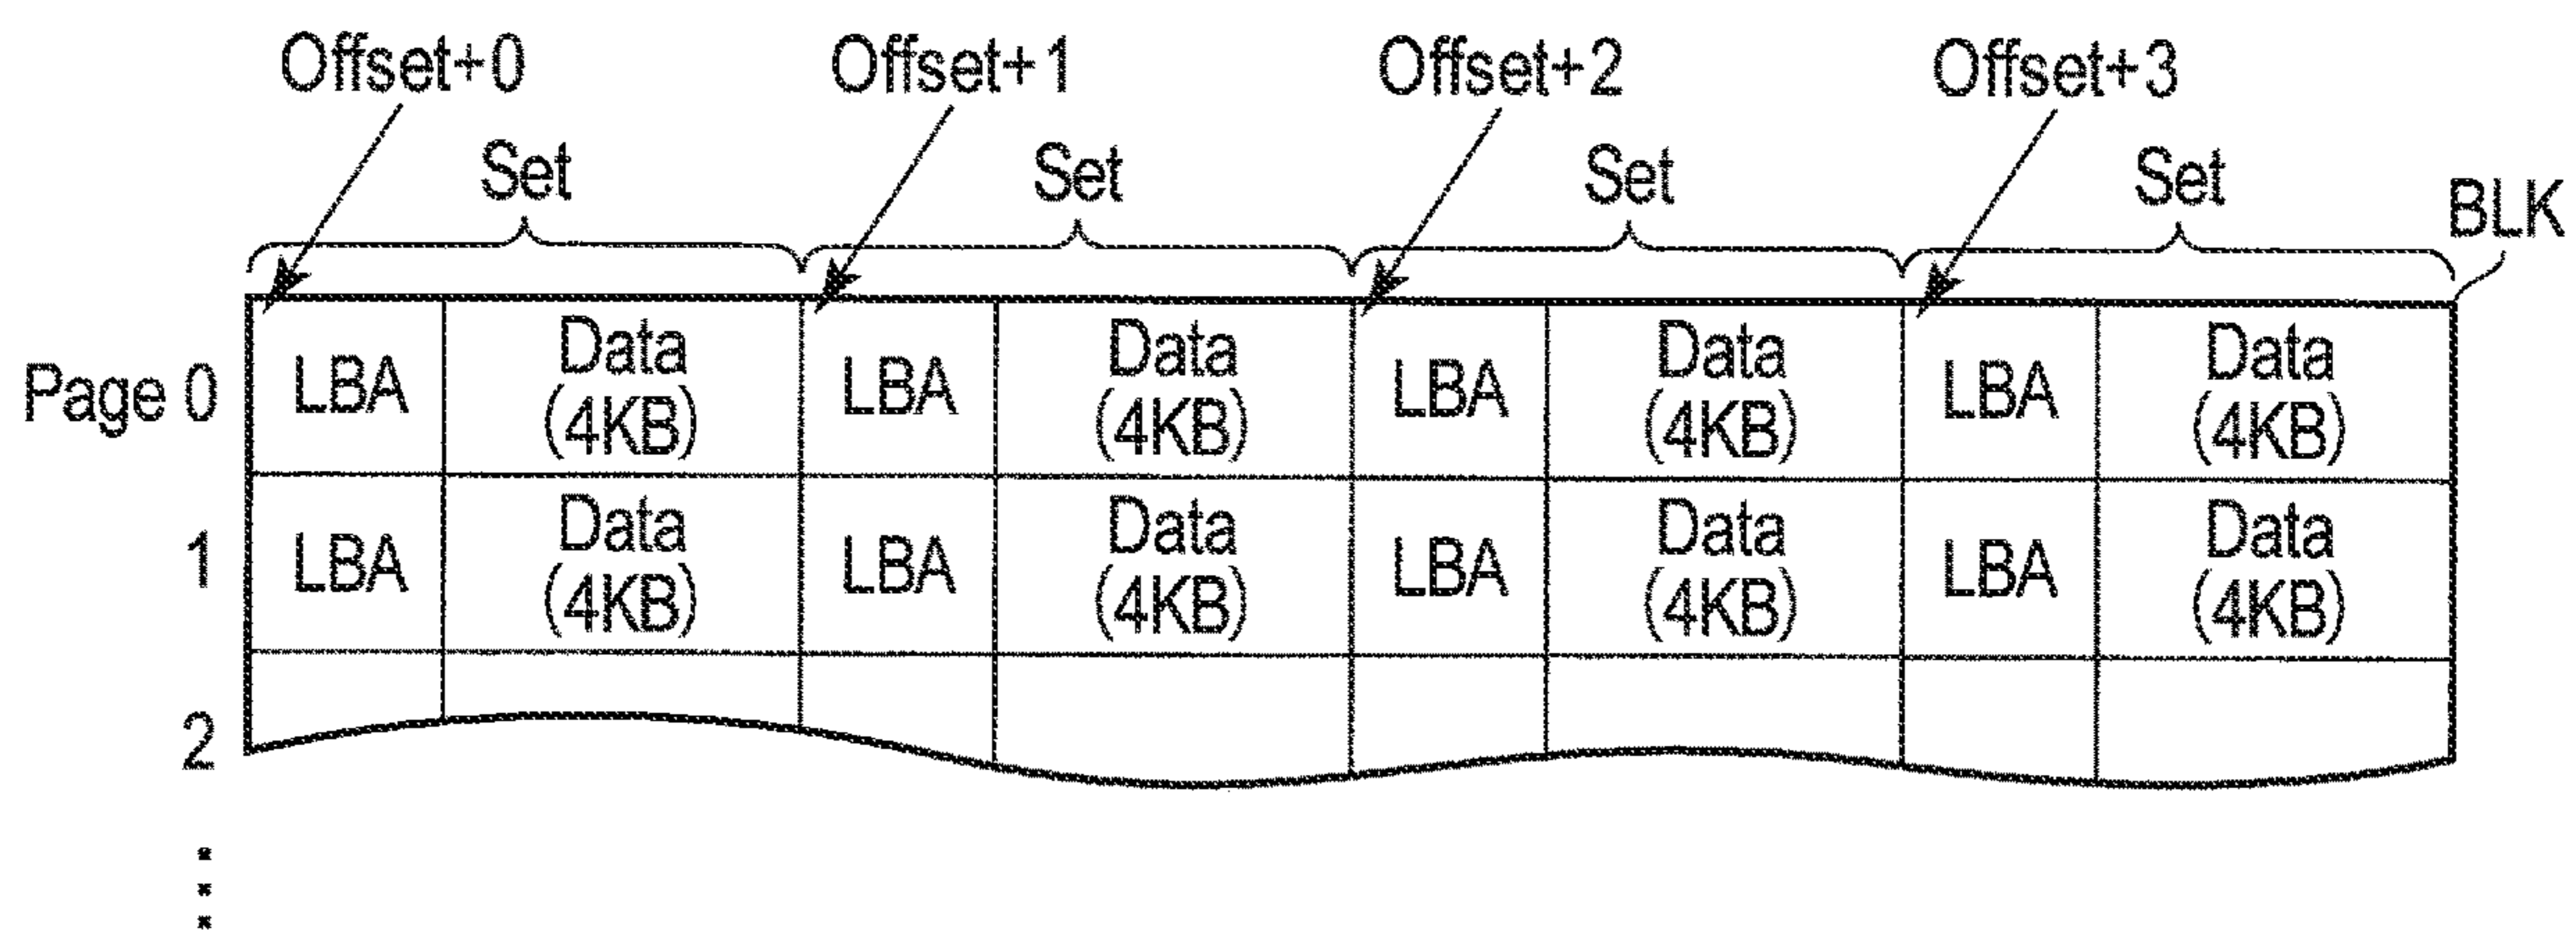 Offset+0 Offset+1 Offset+2 Offset+3
Set Set Set Set BLK
Page 0 LBA Data (4KB) LBA Data (4KB) LBA Data (4KB) LBA Data (4KB)
1 LBA Data (4KB) LBA Data (4KB) LBA Data (4KB) LBA Data (4KB)
2